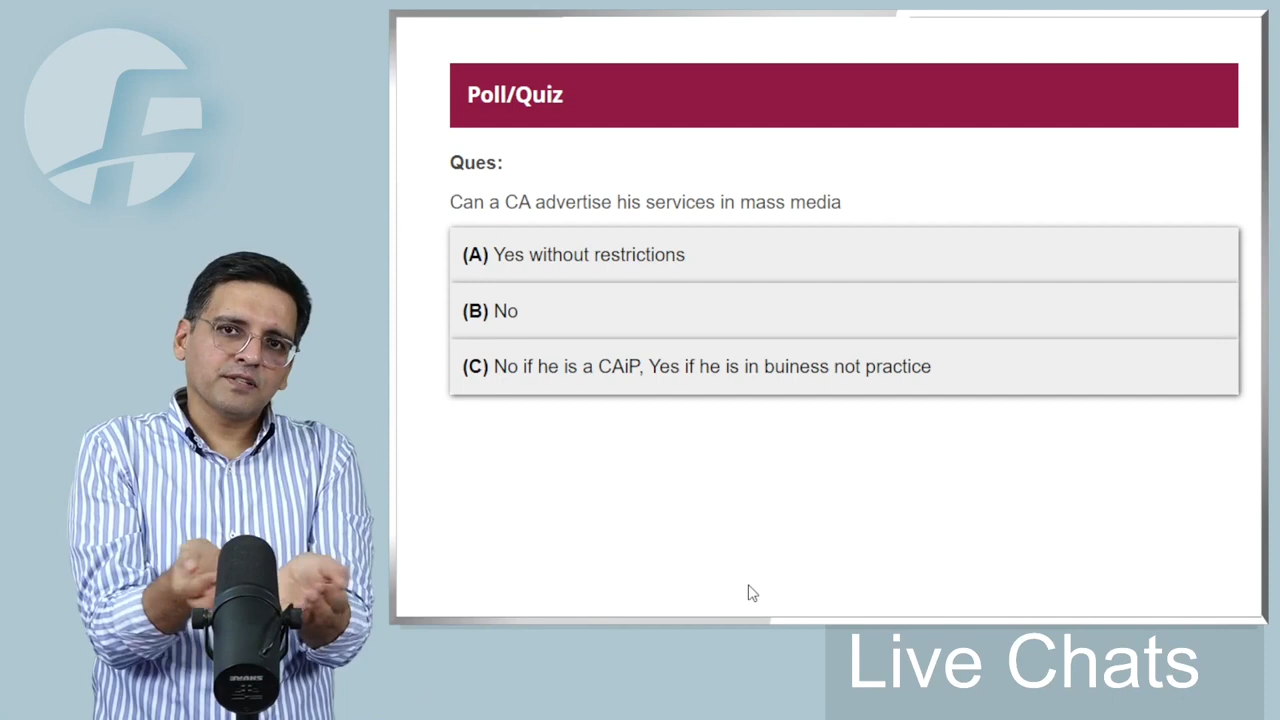 Poll/Quiz
Ques:
Can a CA advertise his services in mass media
(A) Yes without restrictions
(B) No
(C) No if he is a CAiP, Yes if he is in buiness not practice
Live Chats
SHURE